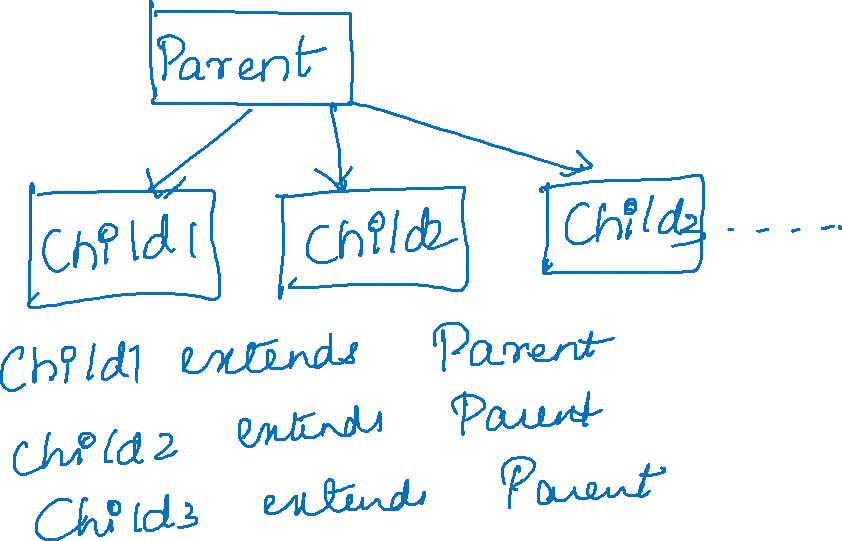 Parent
Child1 Child2 Child3 .....
Child1 extends Parent
Child2 extends Parent
Child3 extends Parent